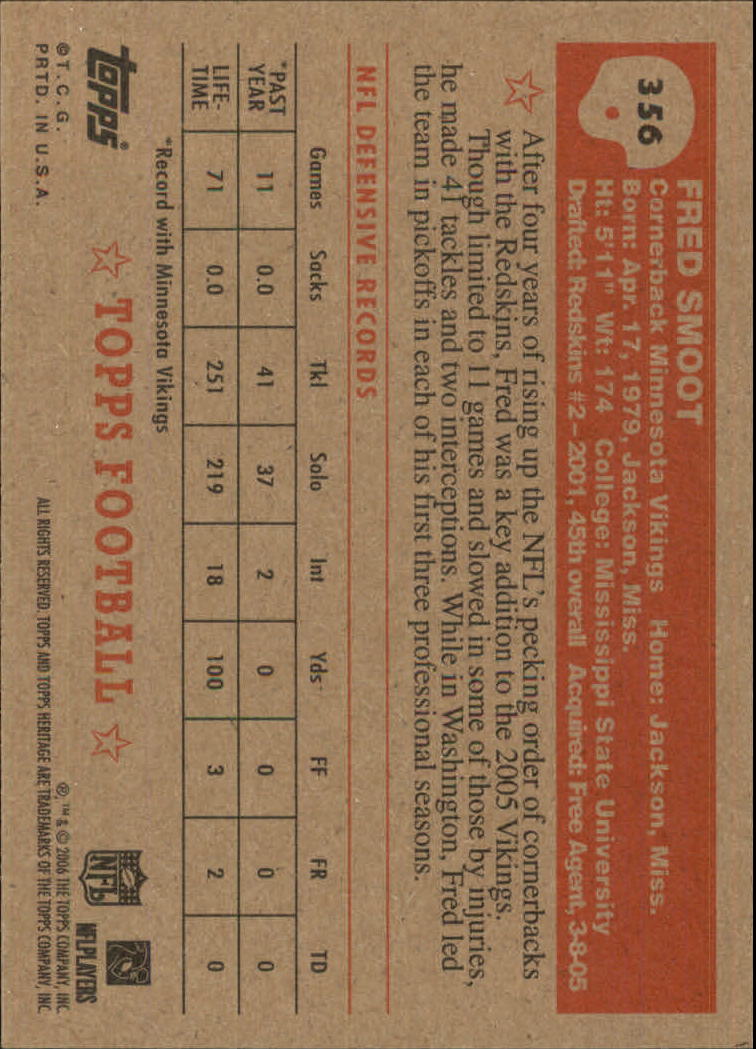 356
FRED SMOOT
Cornerback Minnesota Vikings Home: Jackson, Miss.
Born: Apr. 17, 1979, Jackson, Miss.
Ht: 5'11" Wt: 174 College: Mississippi State University
Drafted: Redskins #2–2001, 45th overall Acquired: Free Agent, 3-8-05
After four years of rising up the NFL's pecking order of cornerbacks
with the Redskins, Fred was a key addition to the 2005 Vikings.
Though limited to 11 games and slowed in some of those by injuries,
he made 41 tackles and two interceptions. While in Washington, Fred led
the team in pickoffs in each of his first three professional seasons.
NFL DEFENSIVE RECORDS
Games Sacks Tkl Solo Int Yds FF FR TD
*PAST
YEAR 11 0.0 41 37 2 0 0 0 0
LIFE-
TIME 71 0.0 251 219 18 100 3 2 0
*Record with Minnesota Vikings
topps®
©T.C.G.
PRTD. IN U.S.A.
TOPPS FOOTBALL
NFL
NFLPLAYERS
®, ™ & © 2006 THE TOPPS COMPANY, INC.
ALL RIGHTS RESERVED. TOPPS AND TOPPS HERITAGE ARE TRADEMARKS OF THE TOPPS COMPANY, INC.